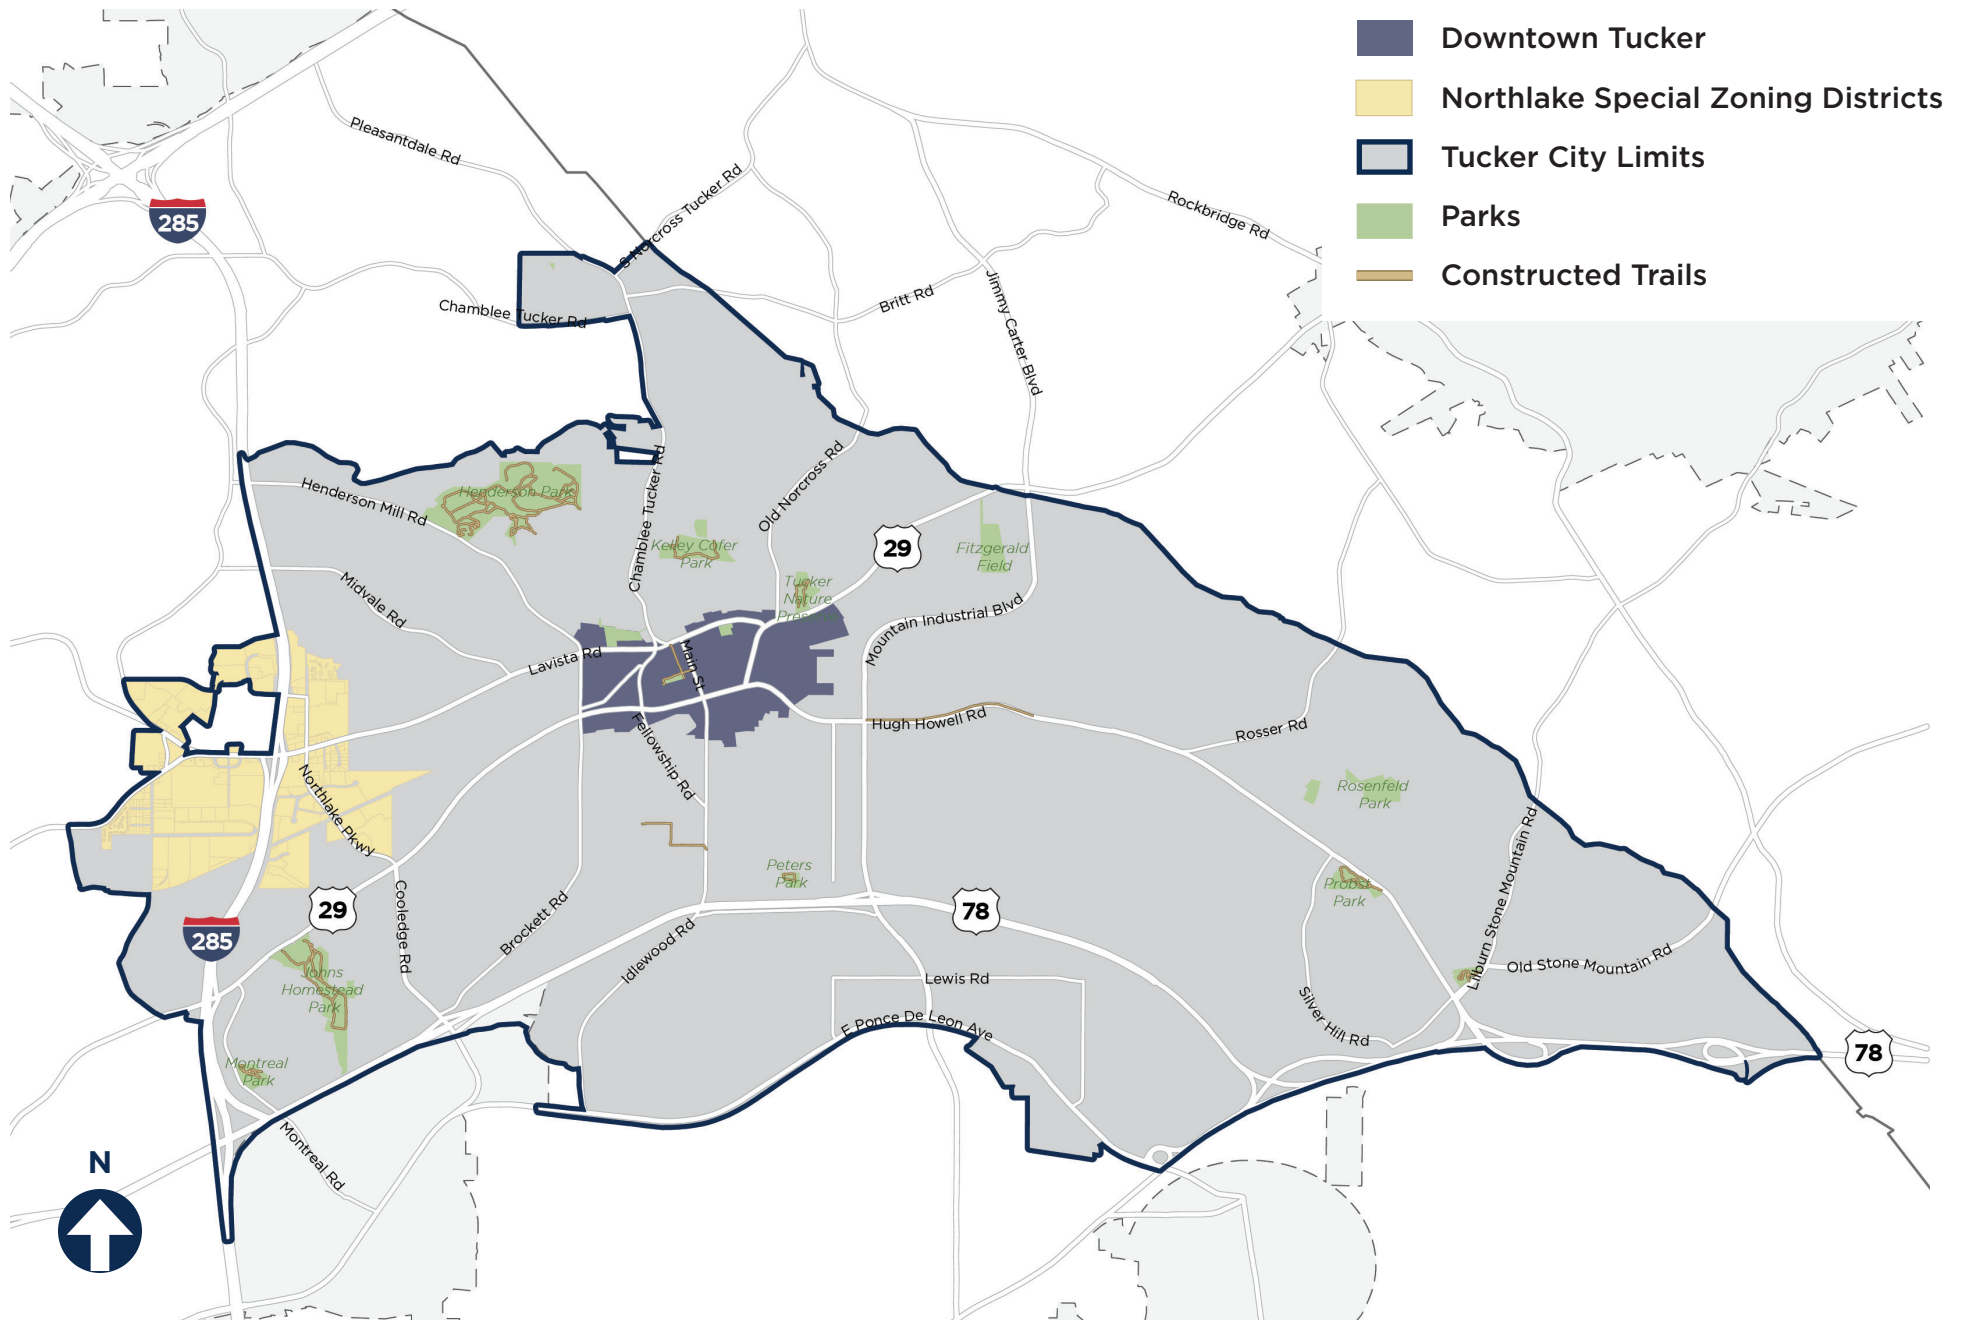 Downtown Tucker
Northlake Special Zoning Districts
Tucker City Limits
Parks
Constructed Trails
Pleasantdale Rd
S Norcross Tucker Rd
Rockbridge Rd
285
Chamblee Tucker Rd
Britt Rd
Jimmy Carter Blvd
Henderson Mill Rd
Henderson Park
Chamblee Tucker Rd
Old Norcross Rd
Kelley Cofer
Park
29
Fitzgerald
Field
Midvale Rd
Tucker
Nature
Preserve
Mountain Industrial Blvd
Lavista Rd
Main St
Fellowship Rd
Hugh Howell Rd
Rosser Rd
Northlake Pkwy
Rosenfeld
Park
Peters
Park
Probst
Park
Lilburn Stone Mountain Rd
29
78
285
Cooledge Rd
Brockett Rd
Idlewood Rd
Johns
Homestead
Park
Lewis Rd
Old Stone Mountain Rd
Silver Hill Rd
E Ponce De Leon Ave
78
Montreal
Park
Montreal Rd
N